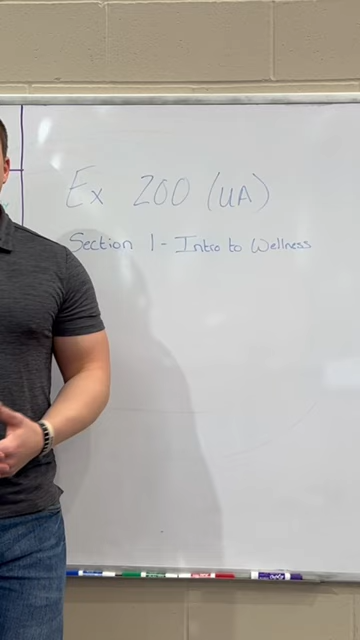 Ex 200 (UA)
Section 1 - Intro to Wellness